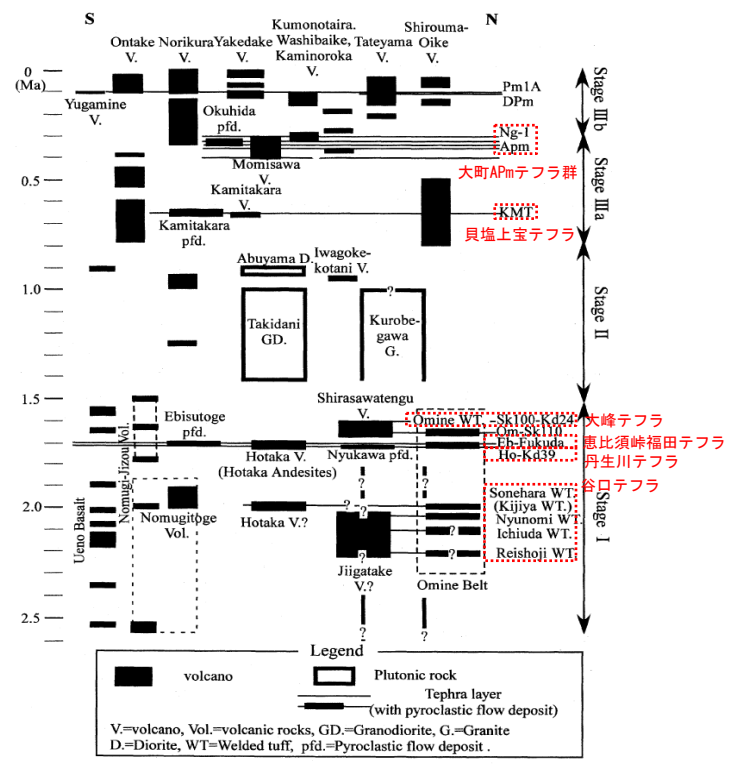 S
N
Ontake V.
Norikura V.
Yakedake V.
Kumonotaira. Washibaike, Kaminoroka V.
Tateyama V.
Shirouma-Oike V.
0
(Ma)
Yugamine V.
Pm1A
DPm
Okuhida pfd.
Ng-1
Apm
Momisawa V.
大町APmテフラ群
0.5
Kamitakara V.
KMT.
Kamitakara pfd.
貝塩上宝テフラ
Stage Ⅲb
Stage Ⅲa
Abuyama D.
Iwagoke-kotani V.
1.0
?
Takidani GD.
Kurobe-gawa G.
Stage Ⅱ
1.5
Shirasawatengu V.
Omine WT.
Sk100-Kd24
大峰テフラ
Om-SK110
Ebisutoge pfd.
Eb-Fukuda
恵比須峠福田テフラ
Hotaka V.
(Hotaka Andesites)
Nyukawa pfd.
Ho-Kd39
丹生川テフラ
谷口テフラ
Nomugi-Jizou Vol.
?
?
Sonehara WT.
2.0
(Kijiya WT.)
?
?
Nomugitoge Vol.
Hotaka V.?
Nyunomi WT.
Ichiuda WT.
?
Reishoji WT.
?
?
Ueno Basalt
Jiigatake V.?
Omine Belt
Stage Ⅰ
2.5
?
?
Legend
volcano
Plutonic rock
Tephra layer
(with pyroclastic flow deposit)
V.=volcano, Vol.=volcanic rocks, GD.=Granodiorite, G.=Granite
D.=Diorite, WT=Welded tuff, pfd.=Pyroclastic flow deposit .